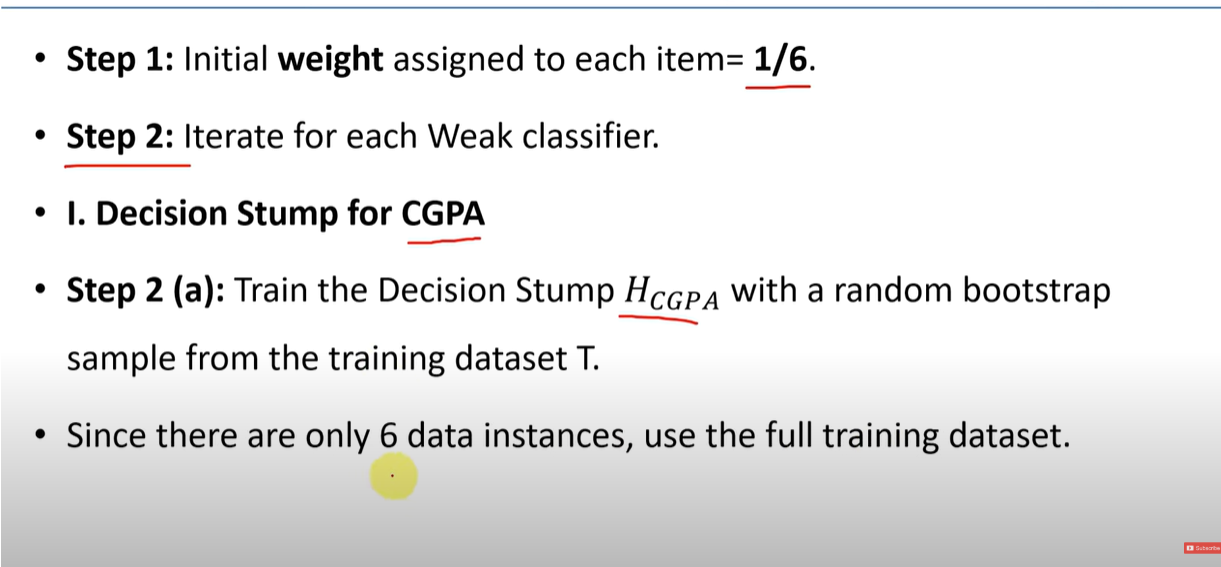 • Step 1: Initial weight assigned to each item= 1/6.
• Step 2: Iterate for each Weak classifier.
• I. Decision Stump for CGPA
• Step 2 (a): Train the Decision Stump H_CGPA with a random bootstrap
sample from the training dataset T.
• Since there are only 6 data instances, use the full training dataset.
Subscribe